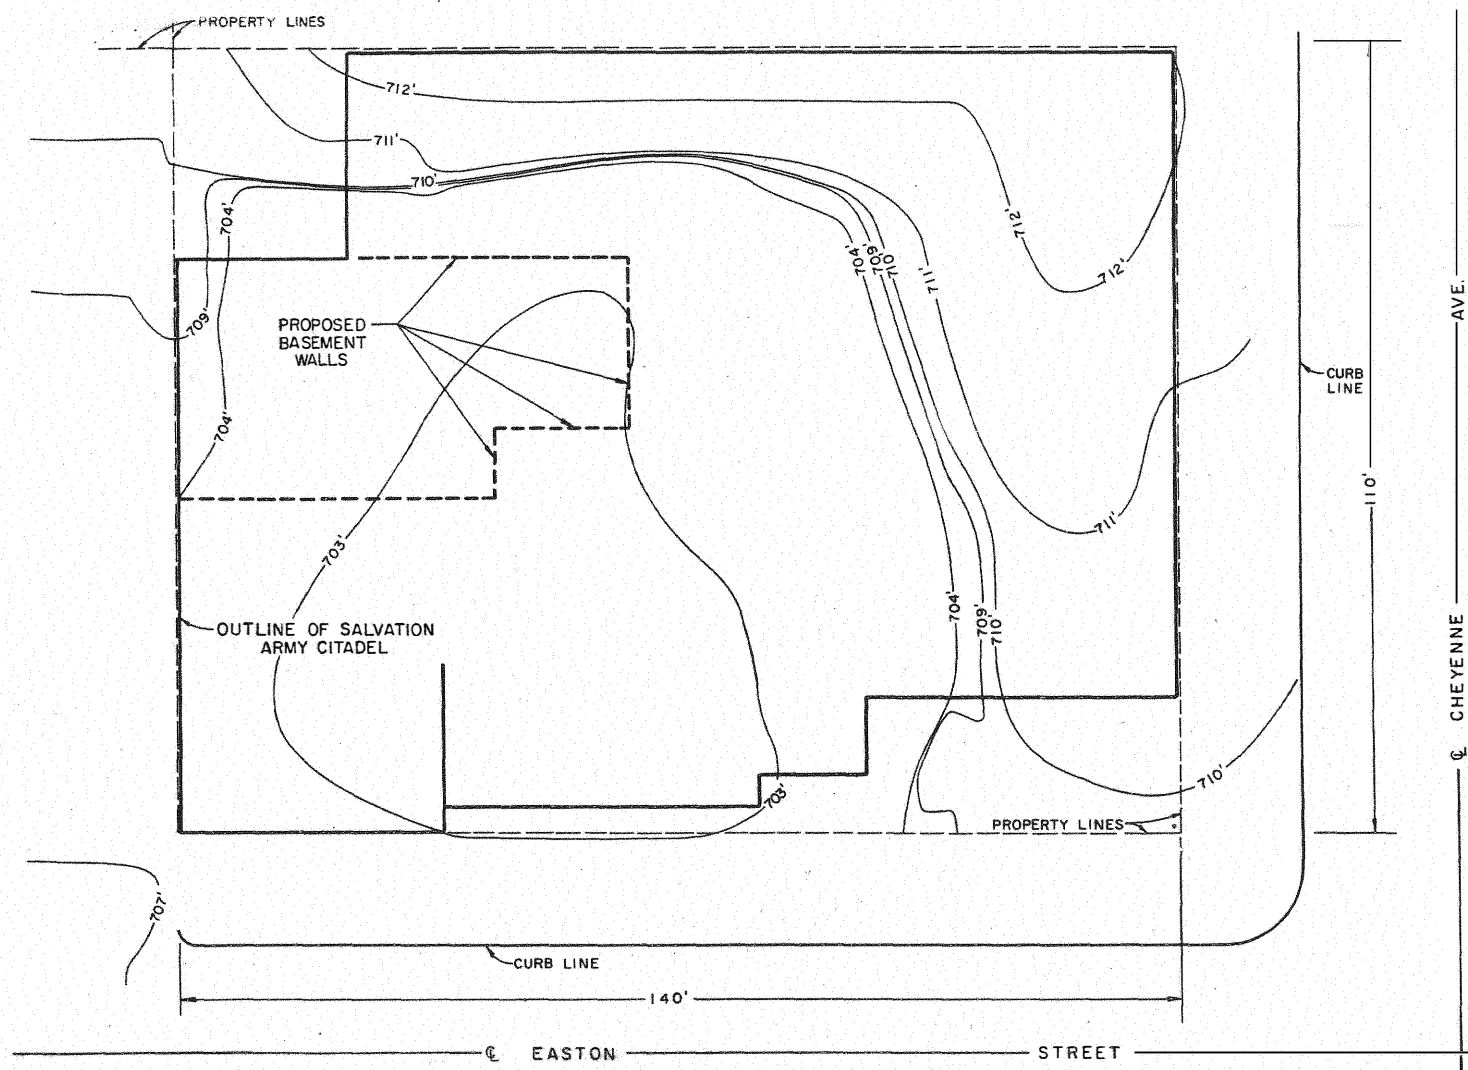 PROPERTY LINES
712'
711'
710'
704'
712'
704'
709'
710'
711'
712'
709'
PROPOSED
BASEMENT
WALLS
AVE.
CURB
LINE
704'
110'
711'
703'
704'
709'
710'
OUTLINE OF SALVATION
ARMY CITADEL
CHEYENNE
℄
710'
703'
PROPERTY LINES
707'
CURB LINE
140'
℄ EASTON STREET